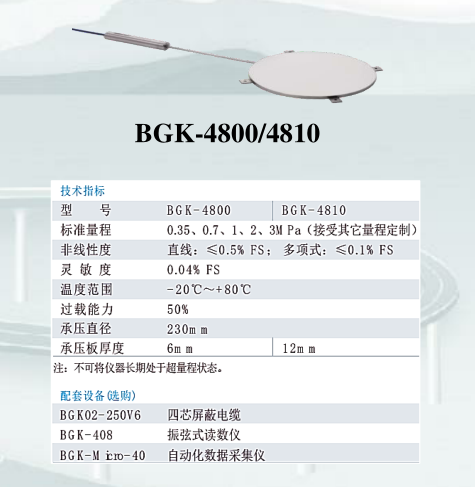 BGK-4800/4810
技术指标
型 号 BGK-4800 BGK-4810
标准量程 0.35、0.7、1、2、3M Pa（接受其它量程定制）
非线性度 直线：≤0.5% FS； 多项式：≤0.1% FS
灵 敏 度 0.04% FS
温度范围 -20℃～+80℃
过载能力 50%
承压直径 230m m
承压板厚度 6m m 12m m
注：不可将仪器长期处于超量程状态。
配套设备(选购)
BGK02-250V6 四芯屏蔽电缆
BGK-408 振弦式读数仪
BGK-M icro-40 自动化数据采集仪